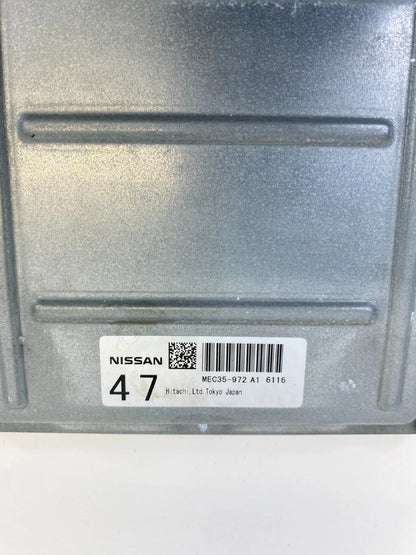 NISSAN
MEC35-972 A1 6116
47
Hitachi,Ltd.Tokyo Japan